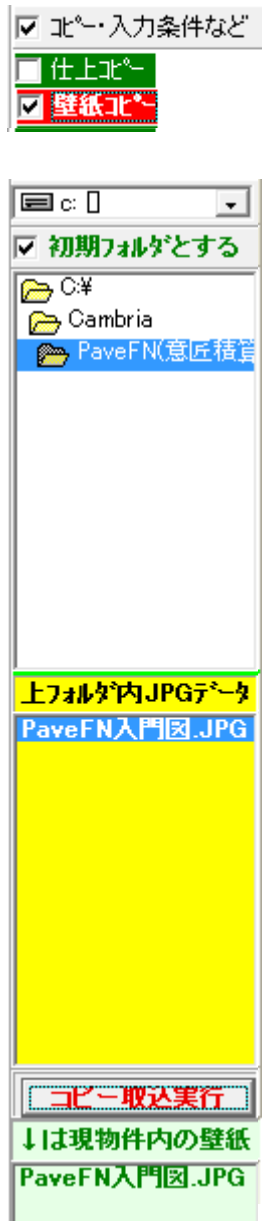 コピー・入力条件など
仕上コピー
壁紙コピー
c: []
初期フォルダとする
C:¥
Cambria
PaveFN(意匠積算
上フォルダ内JPGデータ
PaveFN入門図.JPG
コピー取込実行
↓は現物件内の壁紙
PaveFN入門図.JPG